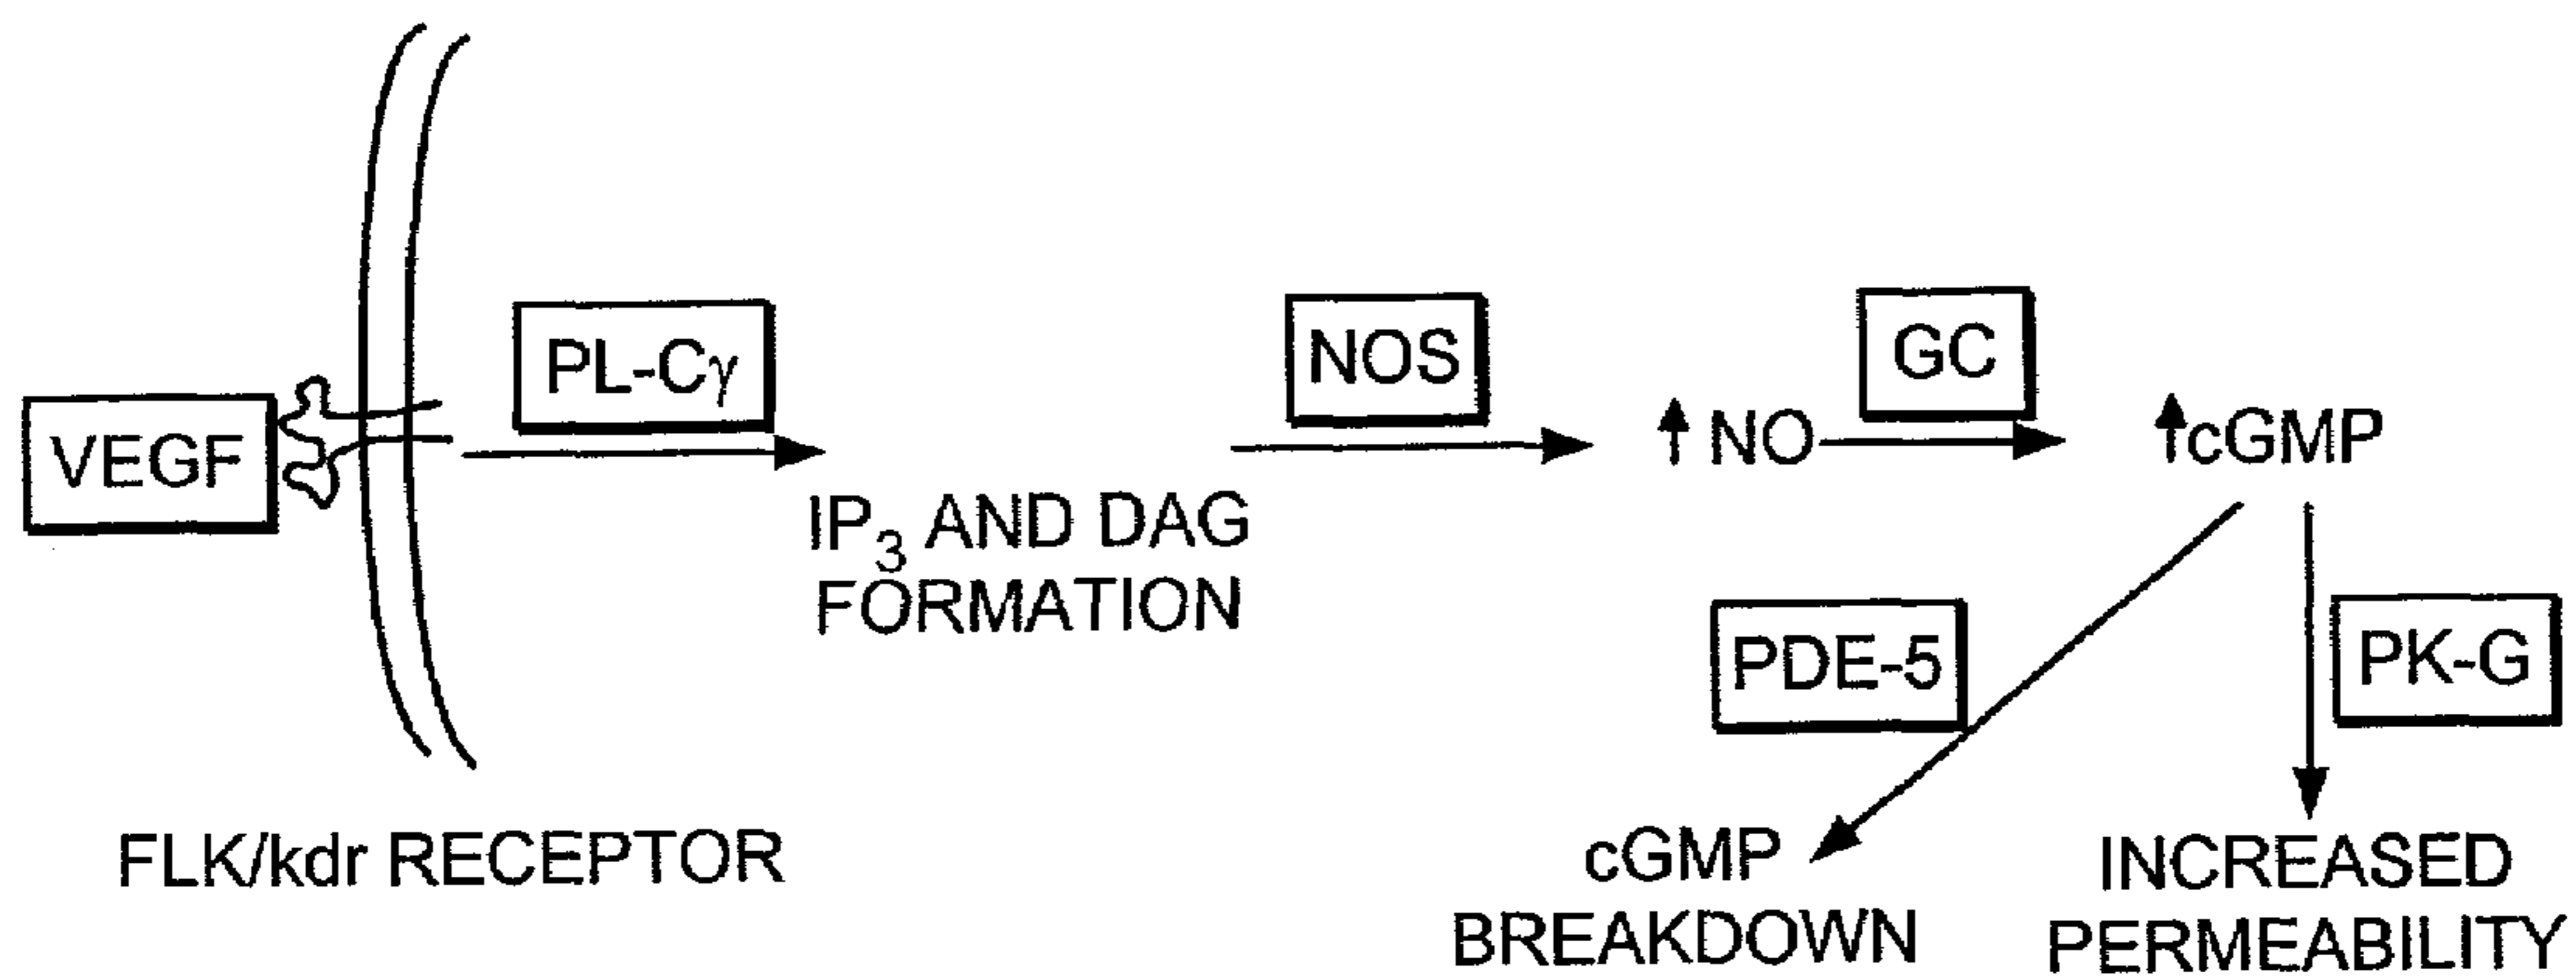 VEGF
PL-Cγ
IP₃ AND DAG
FORMATION
NOS
NO
GC
cGMP
PDE-5
PK-G
cGMP
BREAKDOWN
INCREASED
PERMEABILITY
FLK/kdr RECEPTOR